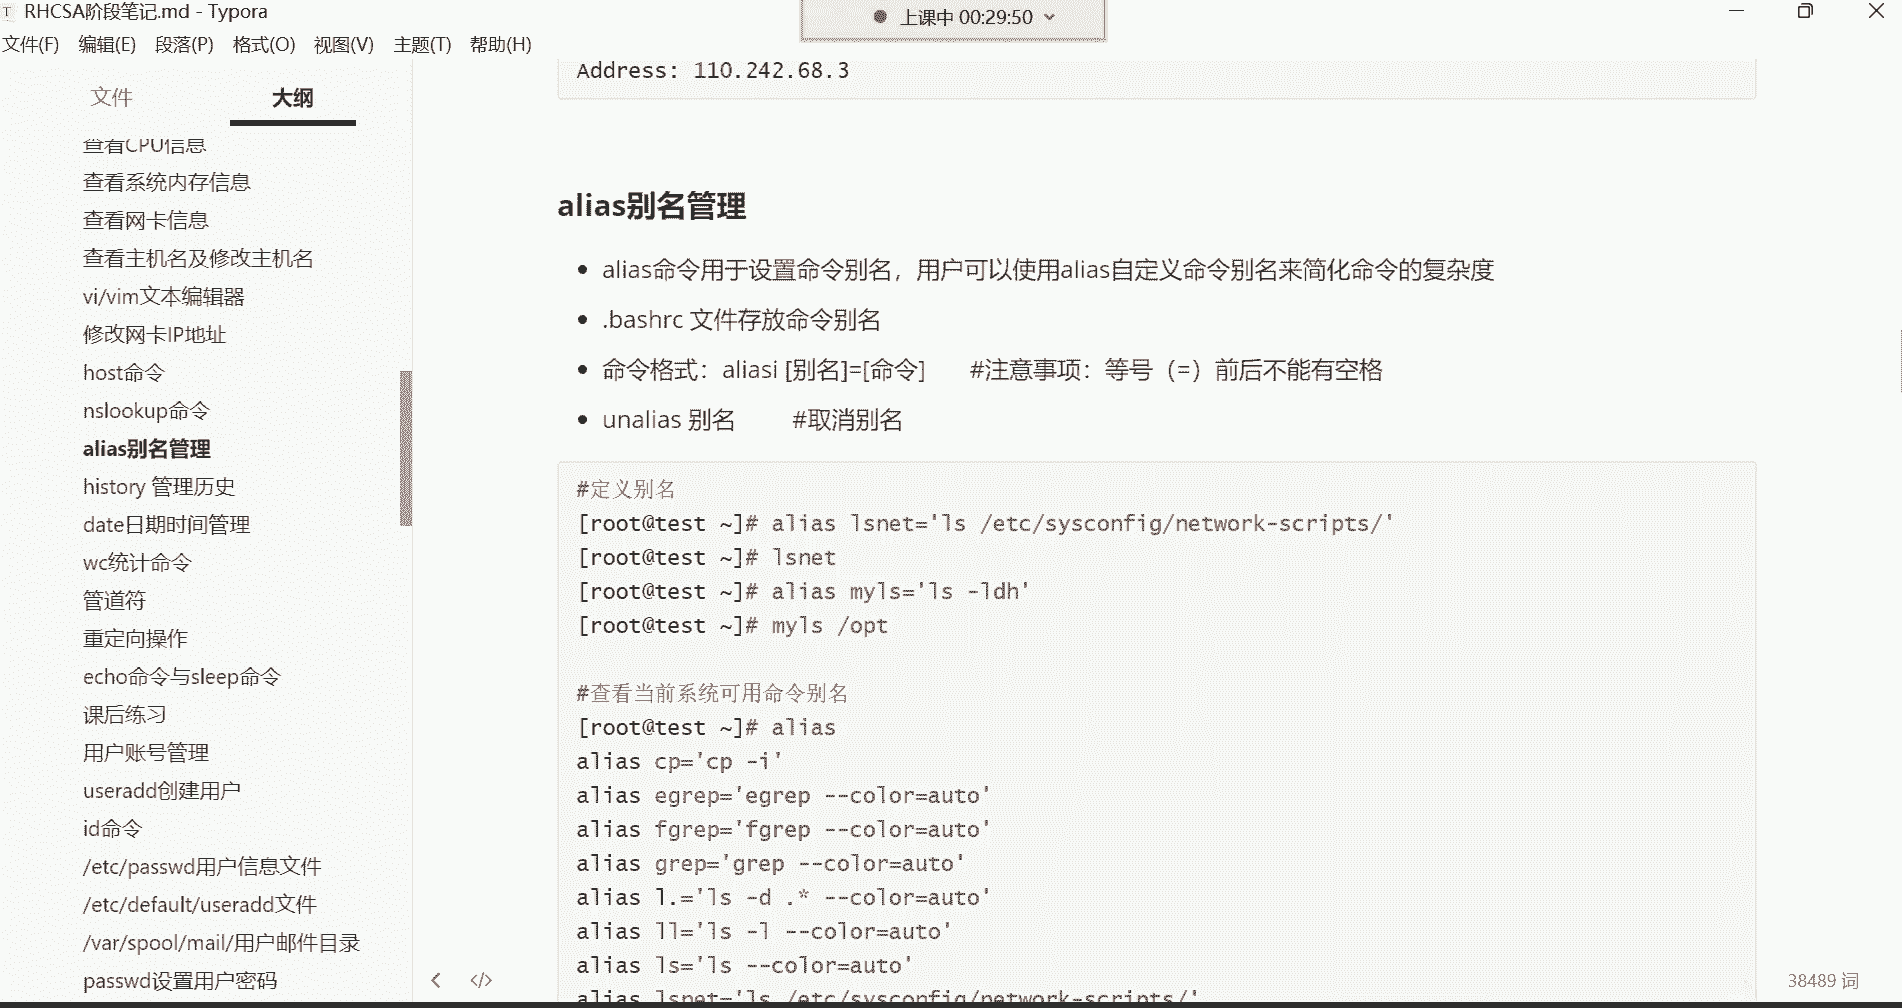 RHCSA阶段笔记.md - Typora
上课中 00:29:50
文件(F) 编辑(E) 段落(P) 格式(O) 视图(V) 主题(T) 帮助(H)
文件 大纲
查看CPU信息
查看系统内存信息
查看网卡信息
查看主机名及修改主机名
vi/vim文本编辑器
修改网卡IP地址
host命令
nslookup命令
alias别名管理
history 管理历史
date日期时间管理
wc统计命令
管道符
重定向操作
echo命令与sleep命令
课后练习
用户账号管理
useradd创建用户
id命令
/etc/passwd用户信息文件
/etc/default/useradd文件
/var/spool/mail/用户邮件目录
passwd设置用户密码
Address: 110.242.68.3
alias别名管理
alias命令用于设置命令别名，用户可以使用alias自定义命令别名来简化命令的复杂度
.bashrc 文件存放命令别名
命令格式：aliasi [别名]=[命令] #注意事项：等号（=）前后不能有空格
unalias 别名 #取消别名
#定义别名
[root@test ~]# alias lsnet='ls /etc/sysconfig/network-scripts/'
[root@test ~]# lsnet
[root@test ~]# alias myls='ls -ldh'
[root@test ~]# myls /opt
#查看当前系统可用命令别名
[root@test ~]# alias
alias cp='cp -i'
alias egrep='egrep --color=auto'
alias fgrep='fgrep --color=auto'
alias grep='grep --color=auto'
alias l.='ls -d .* --color=auto'
alias ll='ls -l --color=auto'
alias ls='ls --color=auto'
alias lsnet='ls /etc/sysconfig/network-scripts/'
38489 词